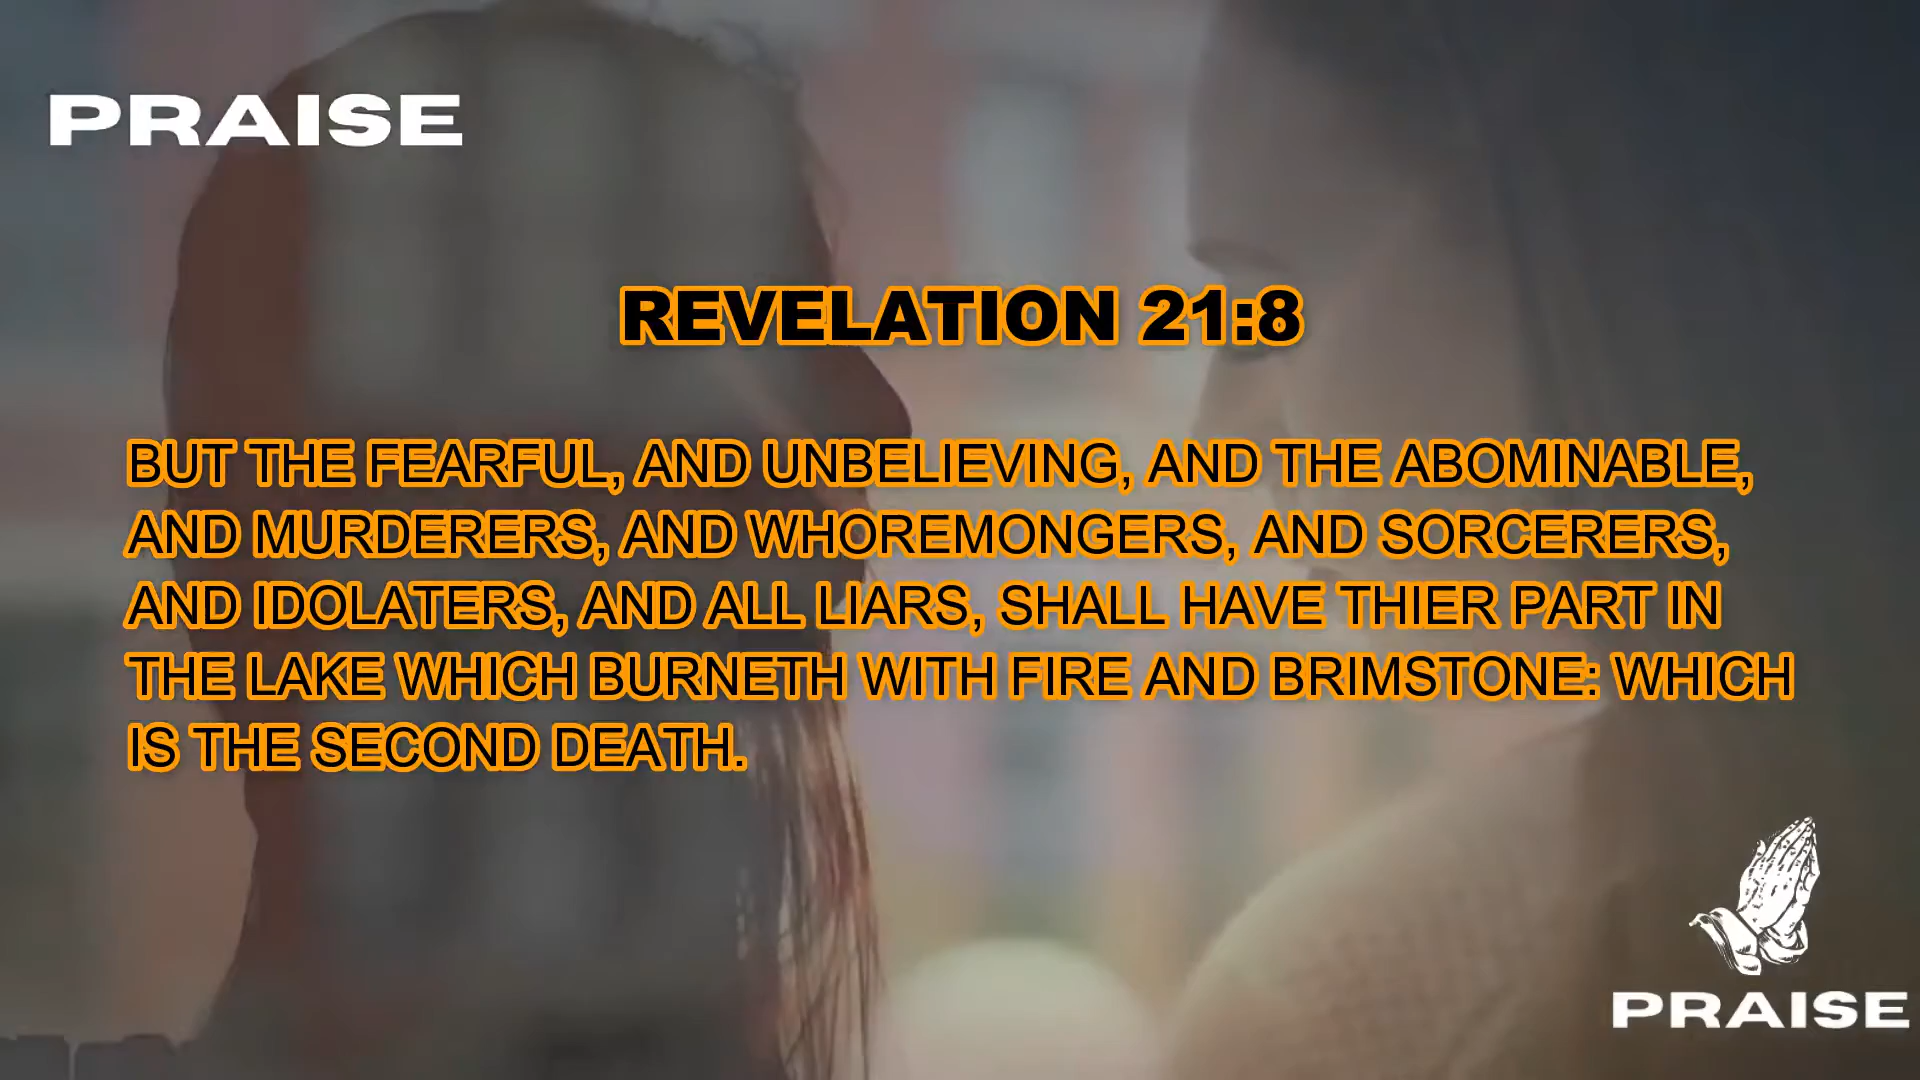 PRAISE
REVELATION 21:8
BUT THE FEARFUL, AND UNBELIEVING, AND THE ABOMINABLE,
AND MURDERERS, AND WHOREMONGERS, AND SORCERERS,
AND IDOLATERS, AND ALL LIARS, SHALL HAVE THIER PART IN
THE LAKE WHICH BURNETH WITH FIRE AND BRIMSTONE: WHICH
IS THE SECOND DEATH.
PRAISE